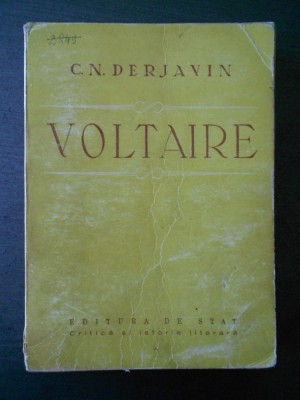 C.N. DERJAVIN
VOLTAIRE
EDITURA DE STAT
Critică și istorie literară